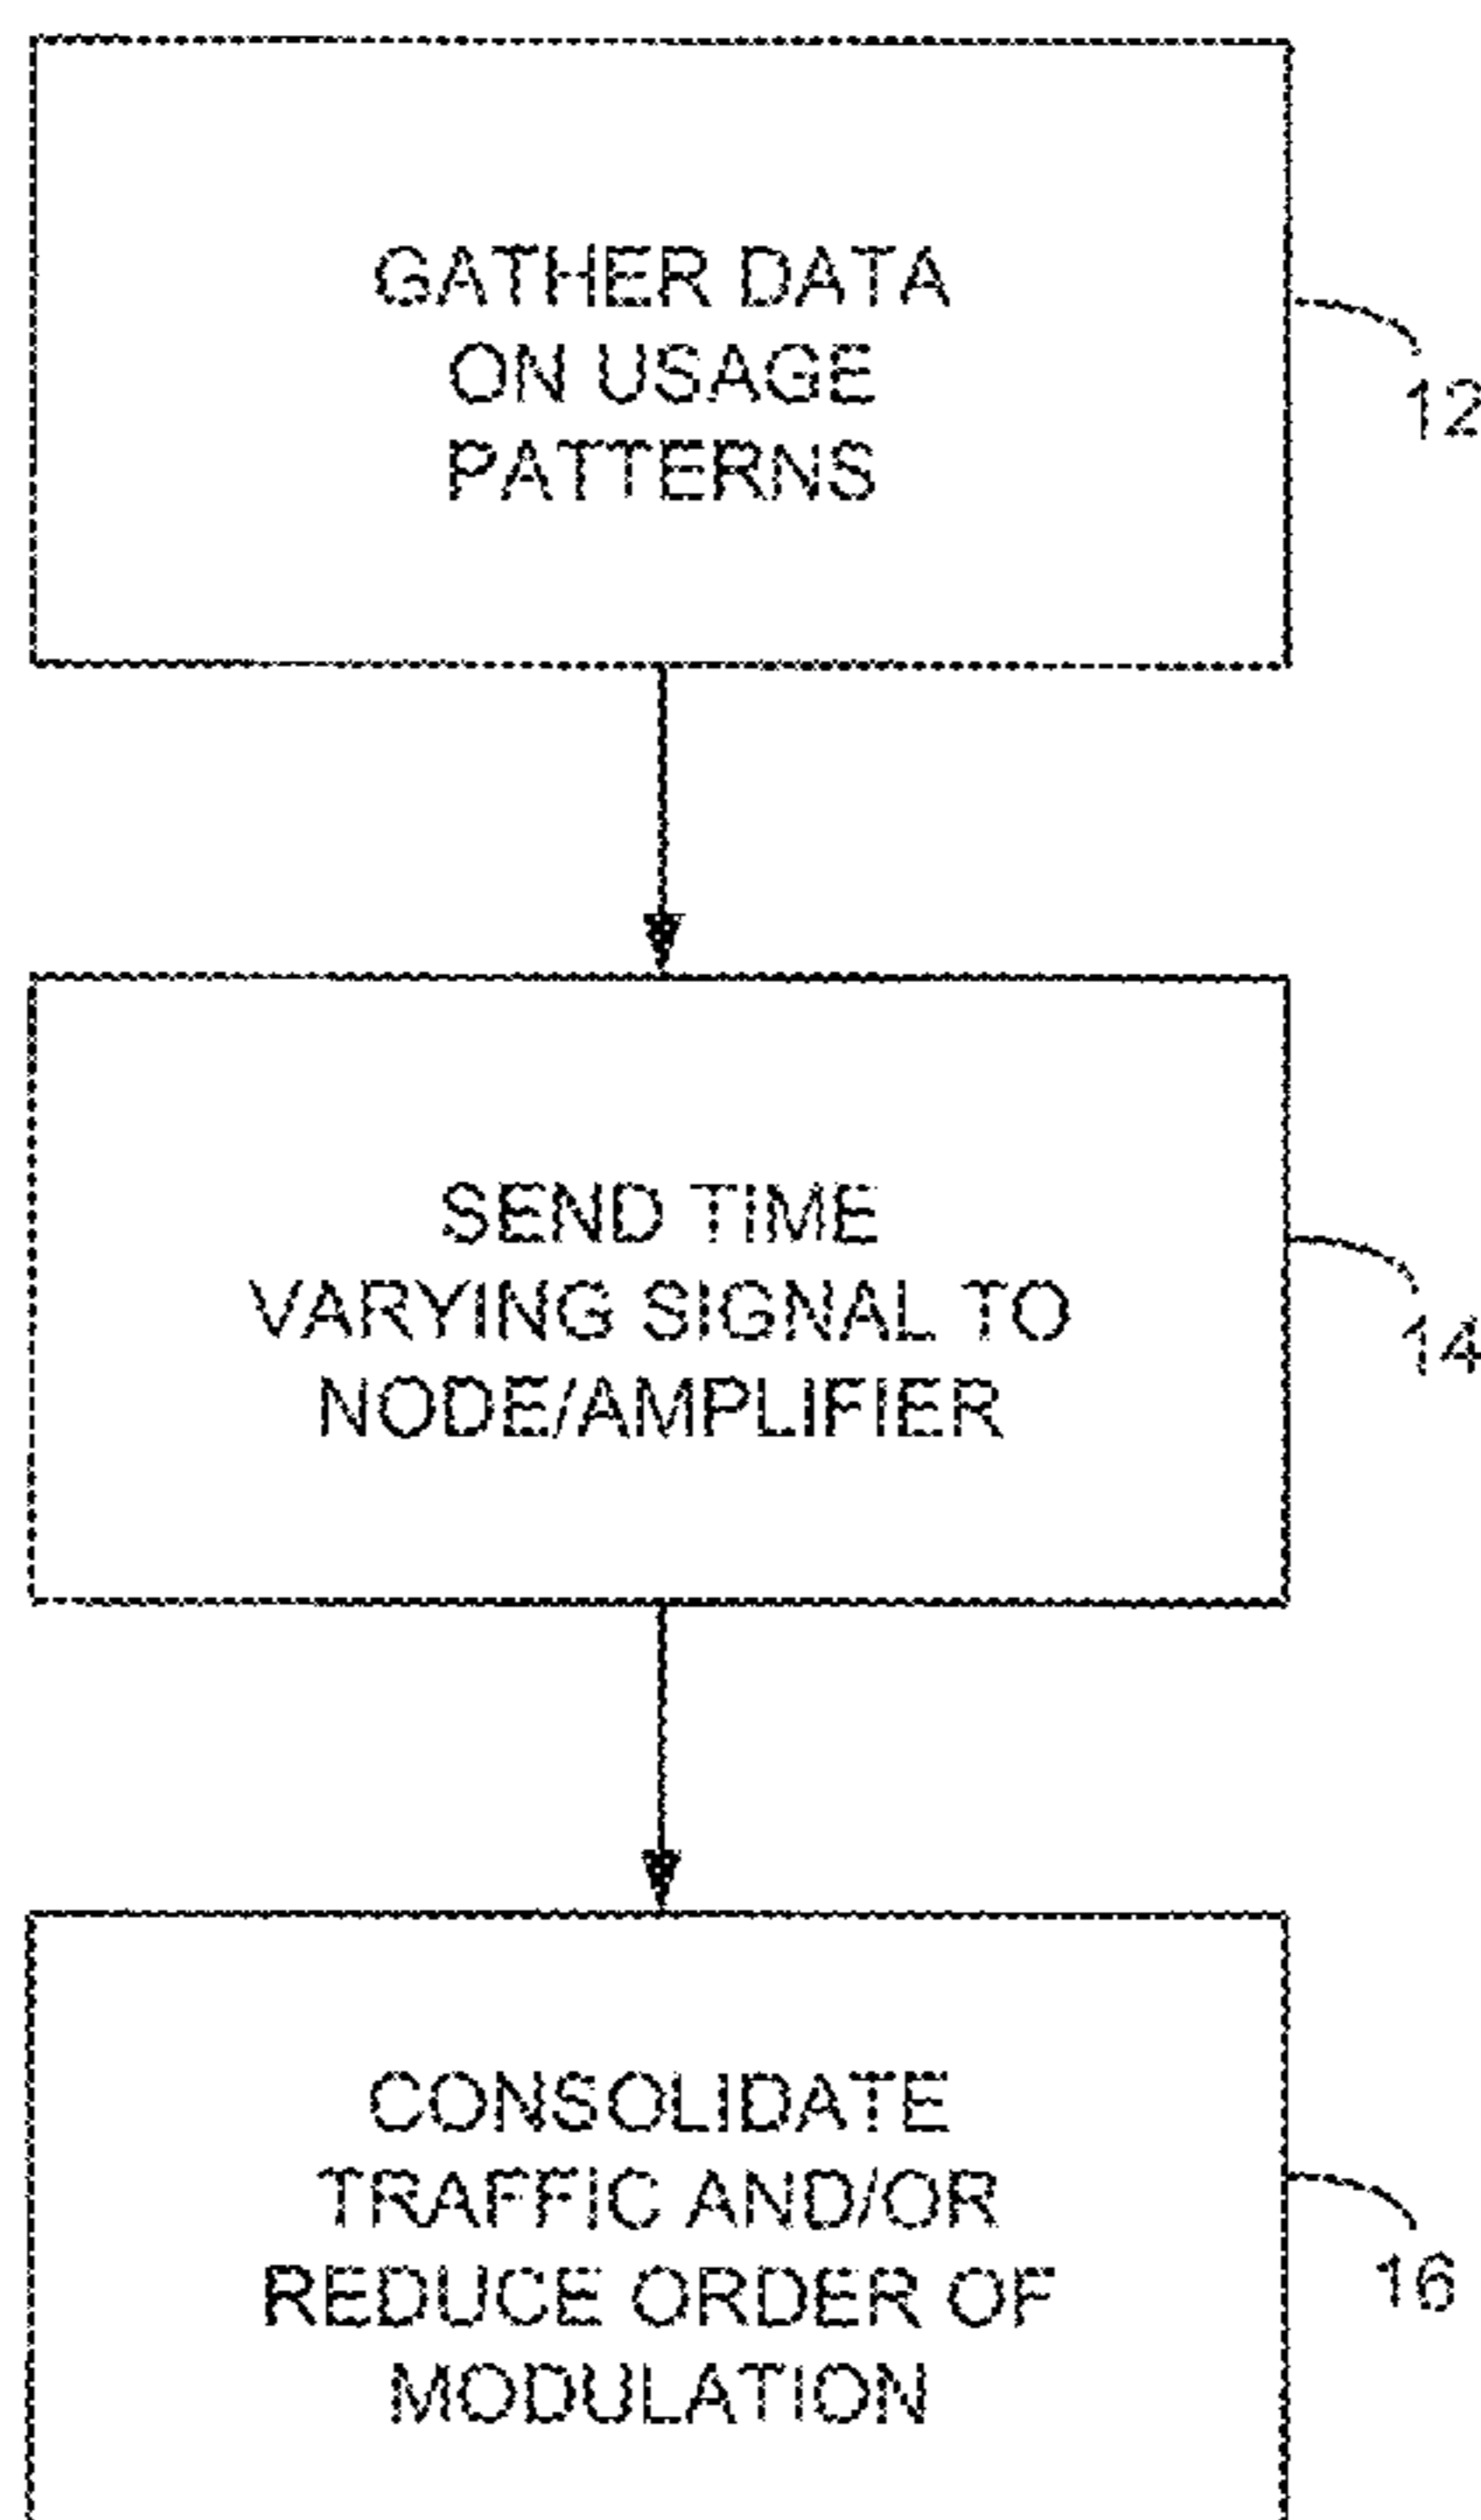 GATHER DATA
ON USAGE
PATTERNS
12
SEND TIME
VARYING SIGNAL TO
NODE/AMPLIFIER
14
CONSOLIDATE
TRAFFIC AND/OR
REDUCE ORDER OF
MODULATION
16